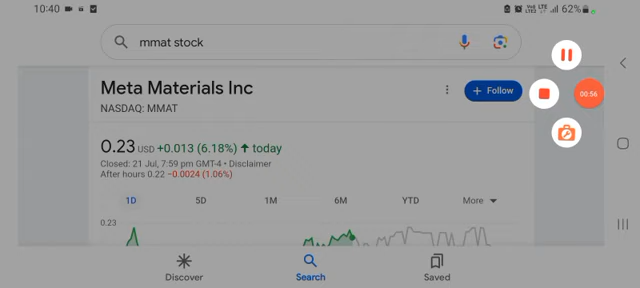 10:40 62%
mmat stock
Meta Materials Inc
NASDAQ: MMAT
+ Follow
00:56
0.23 USD +0.013 (6.18%) ↑ today
Closed: 21 Jul, 7:59 pm GMT-4 • Disclaimer
After hours 0.22 −0.0024 (1.06%)
1D 5D 1M 6M YTD More
0.23
Discover Search Saved